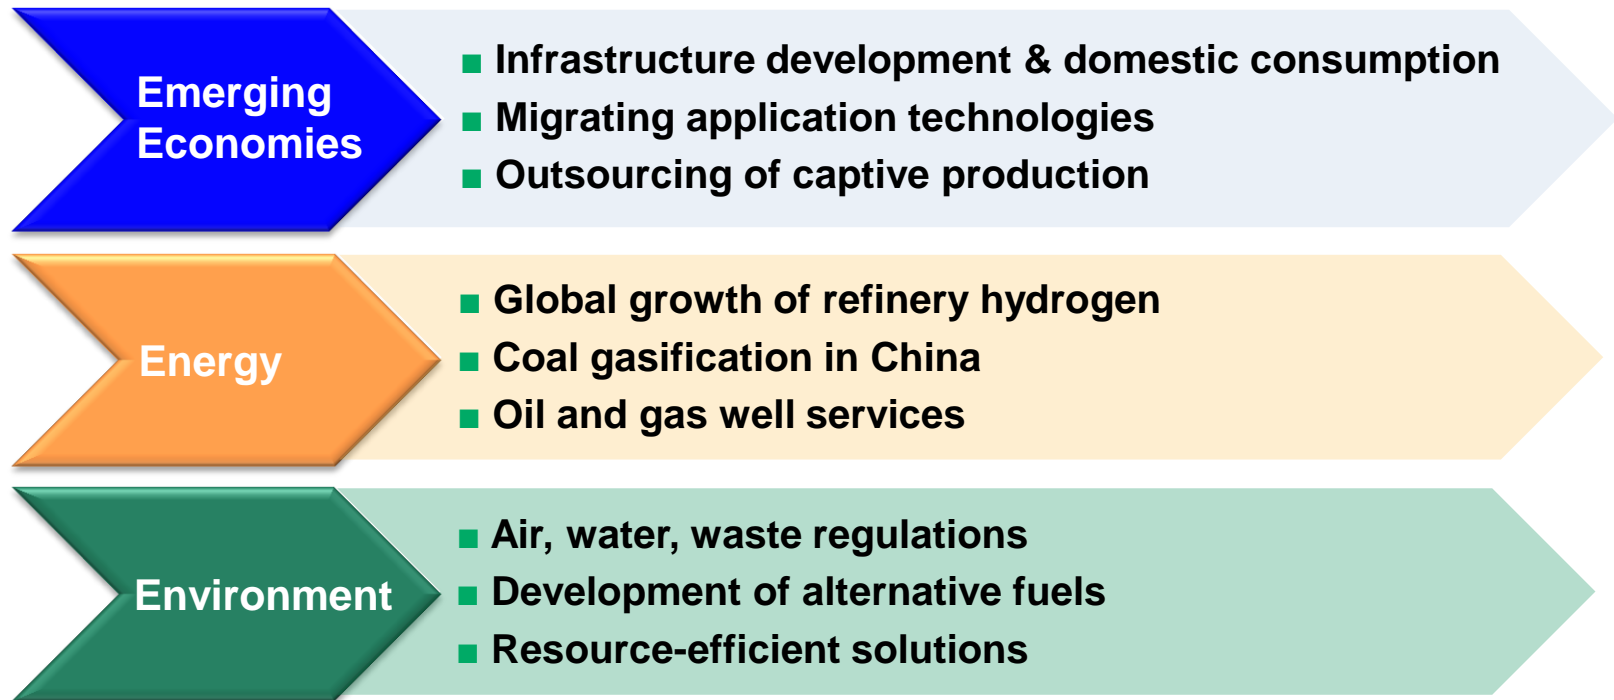 Emerging
Economies
■ Infrastructure development & domestic consumption
■ Migrating application technologies
■ Outsourcing of captive production
Energy
■ Global growth of refinery hydrogen
■ Coal gasification in China
■ Oil and gas well services
Environment
■ Air, water, waste regulations
■ Development of alternative fuels
■ Resource-efficient solutions